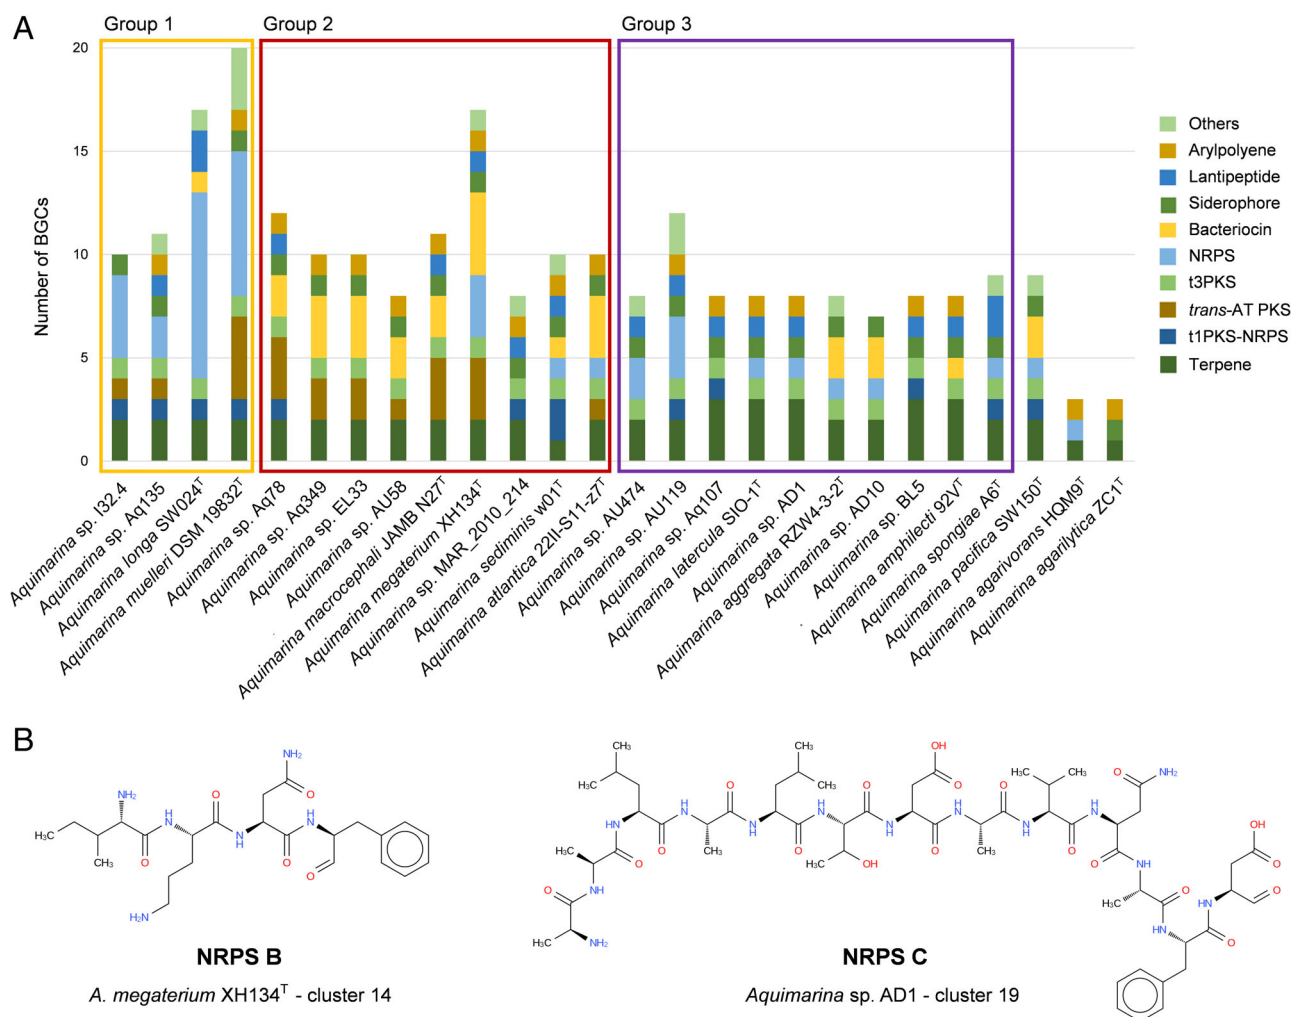 A
Group 1
Group 2
Group 3
20
15
10
5
0
Number of BGCs
Others
Arylpolyene
Lantipeptide
Siderophore
Bacteriocin
NRPS
t3PKS
trans-AT PKS
t1PKS-NRPS
Terpene
Aquimarina sp. I32.4
Aquimarina sp. Aq135
Aquimarina longa SW024ᵀ
Aquimarina muelleri DSM 19832ᵀ
Aquimarina sp. Aq78
Aquimarina sp. Aq349
Aquimarina sp. EL33
Aquimarina sp. AU58
Aquimarina macrocephali JAMB N27ᵀ
Aquimarina megaterium XH134ᵀ
Aquimarina sp. MAR_2010_214
Aquimarina sediminis w01ᵀ
Aquimarina atlantica 22II-S11-z7ᵀ
Aquimarina sp. AU474
Aquimarina sp. AU119
Aquimarina sp. Aq107
Aquimarina latercula SIO-1ᵀ
Aquimarina sp. AD1
Aquimarina aggregata RZW4-3-2ᵀ
Aquimarina sp. AD10
Aquimarina sp. BL5
Aquimarina amphilecti 92Vᵀ
Aquimarina spongiae A6ᵀ
Aquimarina pacifica SW150ᵀ
Aquimarina agarivorans HQM9ᵀ
Aquimarina agarilytica ZC1ᵀ
B
NH₂
NH₂
O
O
H
N
H
N
H₃C
O
N
H
O
CH₃
O
H₂N
NRPS B
A. megaterium XH134ᵀ - cluster 14
CH₃
CH₃
OH
H₃C
CH₃
O
H₃C
CH₃
O
NH₂
O
O
O
H
N
H
N
H
N
H
N
HN
O
N
H
O
N
H
O
N
H
O
O
NH
CH₃
H₃C
OH
CH₃
OH
O
H₃C
O
H₃C
O
HN
O
O
NH
HN
O
H₃C
NH₂
NRPS C
Aquimarina sp. AD1 - cluster 19